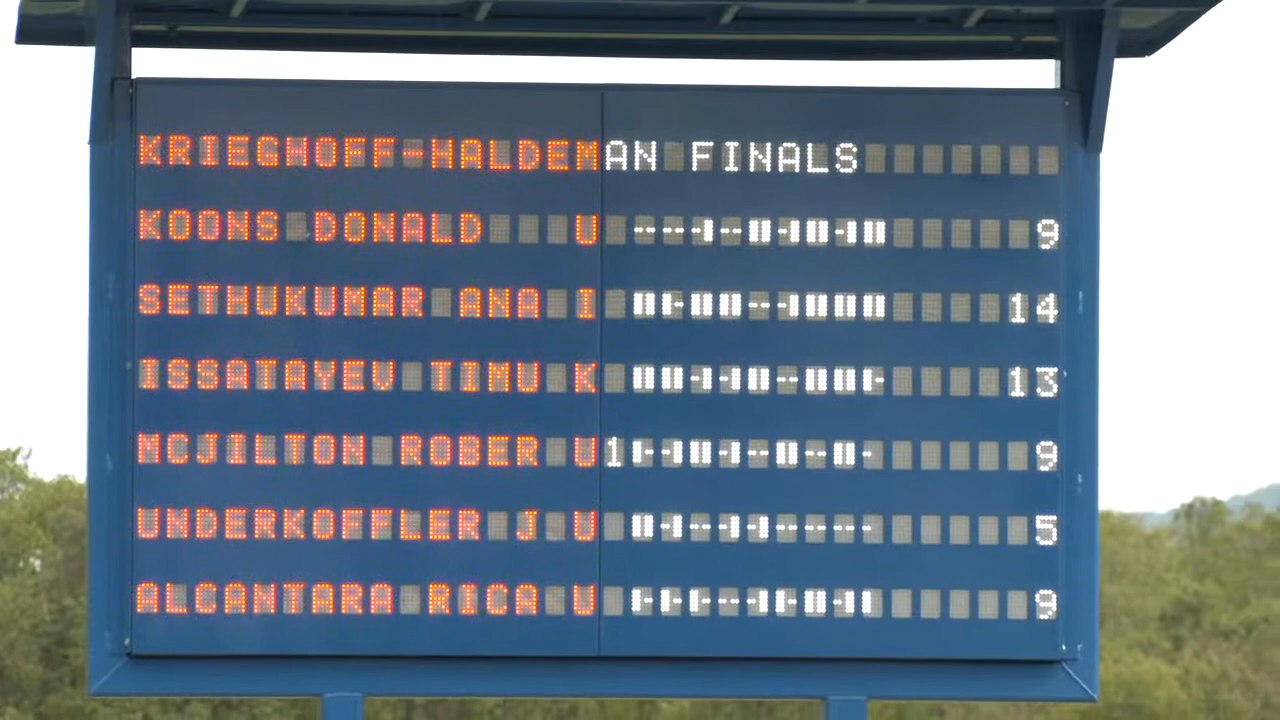 KRIEGHOFF-HALDEMAN FINALS
KOONS DONALD U 9
SETHUKUMAR ANA I 14
ISSATAYEV TIMU K 13
MCJILTON ROBER U 1 9
UNDERKOFFLER J U 5
ALCANTARA RICA U 9